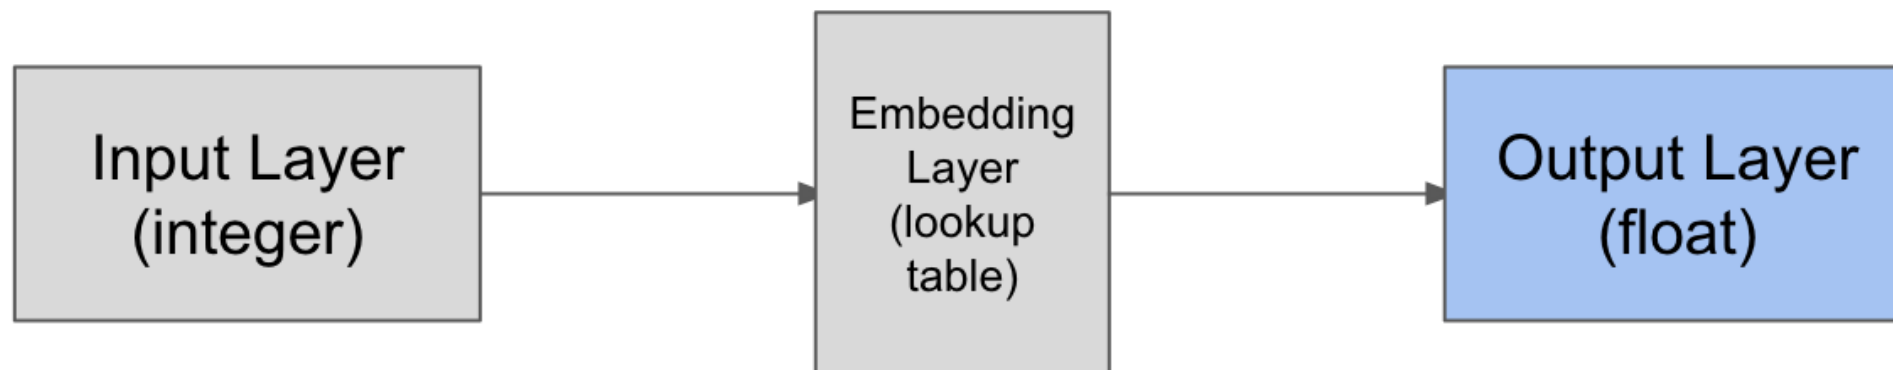 Input Layer
(integer)
Embedding
Layer
(lookup
table)
Output Layer
(float)